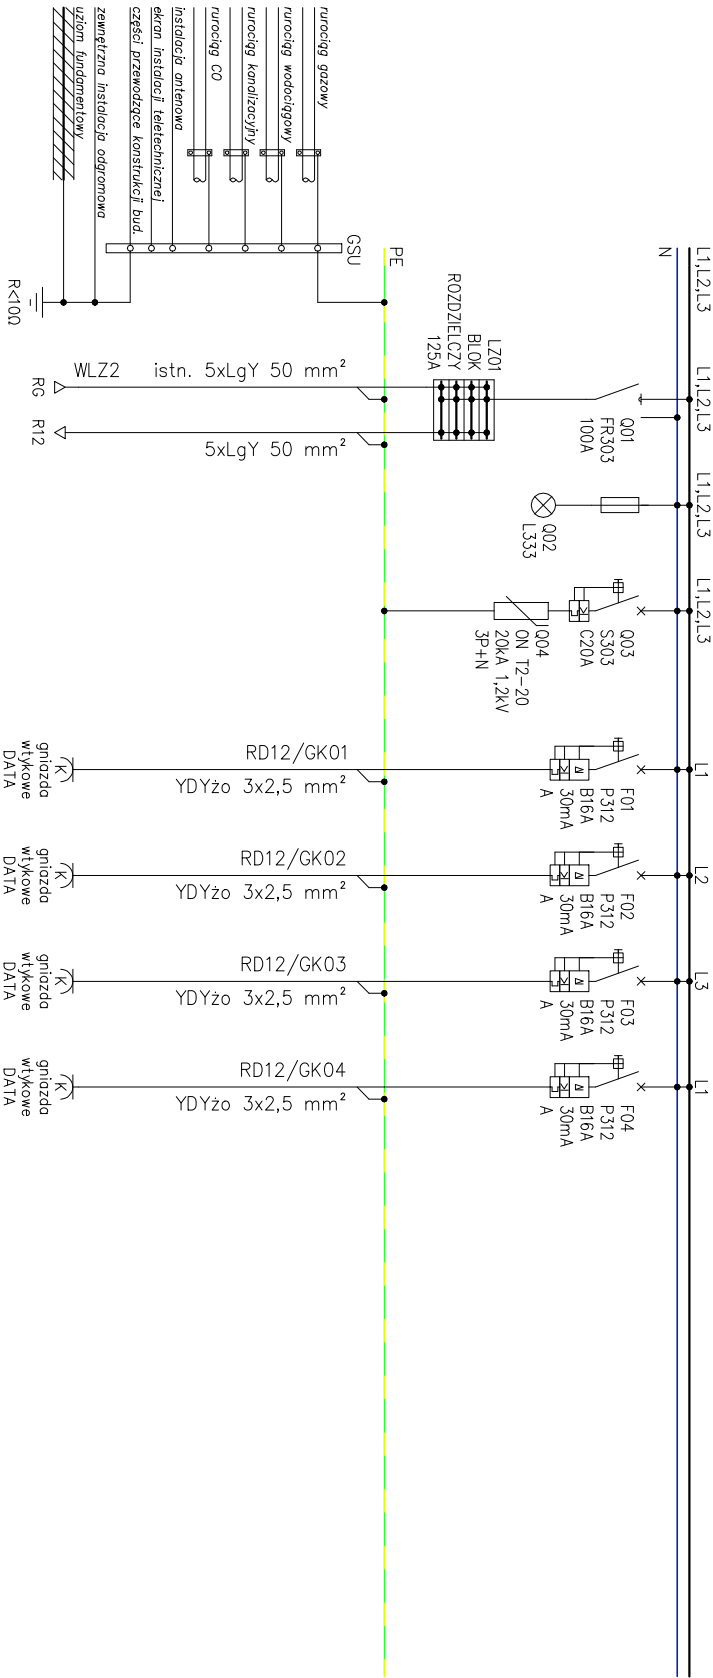 L1,L2,L3
N
PE
GSU
rurociąg gazowy
rurociąg wodociągowy
rurociąg kanalizacyjny
rurociąg CO
instalacja antenowa
ekran instalacji teletechnicznej
części przewodzące konstrukcji bud.
zewnętrzna instalacja odgromowa
uziom fundamentowy
R<10Ω
L1,L2,L3
Q01
FR303
100A
LZ01
BLOK
ROZDZIELCZY
125A
WLZ2
istn. 5xLgY 50 mm²
RG
5xLgY 50 mm²
R12
L1,L2,L3
Q02
L333
L1,L2,L3
Q03
S303
C20A
Q04
ON T2-20
20kA 1,2kV
3P+N
L1
F01
P312
B16A
30mA
A
RD12/GK01
YDYżo 3x2,5 mm²
K
gniazda
wtykowe
DATA
L2
F02
P312
B16A
30mA
A
RD12/GK02
YDYżo 3x2,5 mm²
K
gniazda
wtykowe
DATA
L3
F03
P312
B16A
30mA
A
RD12/GK03
YDYżo 3x2,5 mm²
K
gniazda
wtykowe
DATA
L1
F04
P312
B16A
30mA
A
RD12/GK04
YDYżo 3x2,5 mm²
K
gniazda
wtykowe
DATA